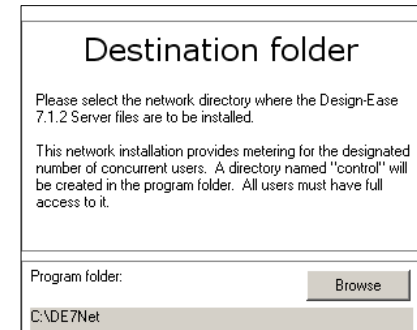 Destination folder
Please select the network directory where the Design-Ease
7.1.2 Server files are to be installed.
This network installation provides metering for the designated
number of concurrent users.  A directory named "control" will
be created in the program folder.  All users must have full
access to it.
Program folder:
Browse
C:\DE7Net